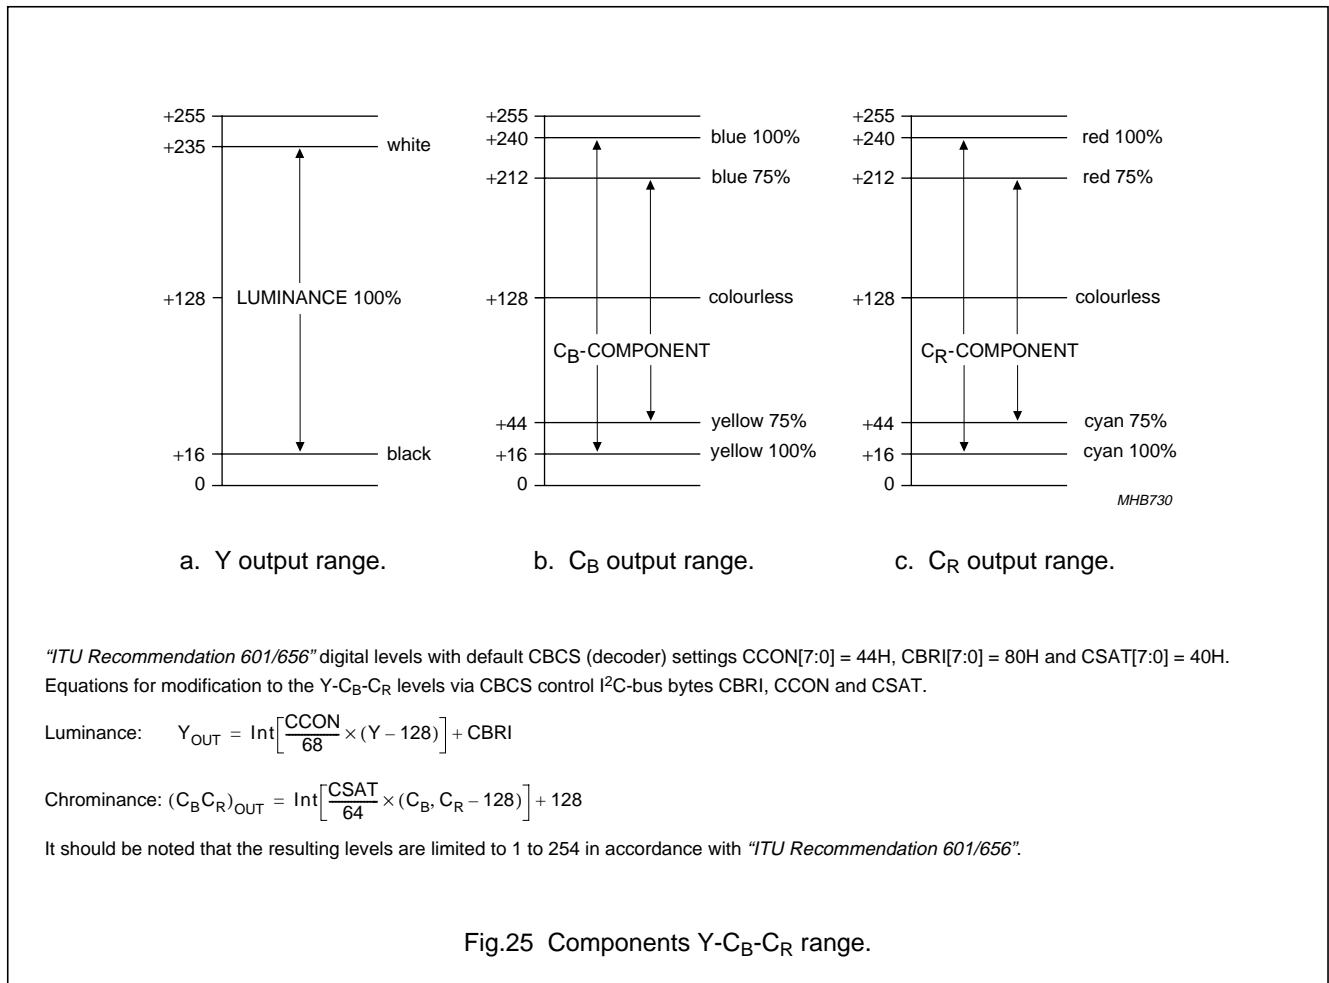 +255
+235
white
+128
LUMINANCE 100%
+16
black
0
+255
+240
blue 100%
+212
blue 75%
+128
colourless
CB-COMPONENT
+44
yellow 75%
+16
yellow 100%
0
+255
+240
red 100%
+212
red 75%
+128
colourless
CR-COMPONENT
+44
cyan 75%
+16
cyan 100%
0
MHB730
a. Y output range.
b. CB output range.
c. CR output range.
“ITU Recommendation 601/656” digital levels with default CBCS (decoder) settings CCON[7:0] = 44H, CBRI[7:0] = 80H and CSAT[7:0] = 40H.
Equations for modification to the Y-CB-CR levels via CBCS control I²C-bus bytes CBRI, CCON and CSAT.
Luminance: YOUT = Int[CCON/68 × (Y – 128)] + CBRI
Chrominance: (CBCR)OUT = Int[CSAT/64 × (CB, CR – 128)] + 128
It should be noted that the resulting levels are limited to 1 to 254 in accordance with “ITU Recommendation 601/656”.
Fig.25 Components Y-CB-CR range.